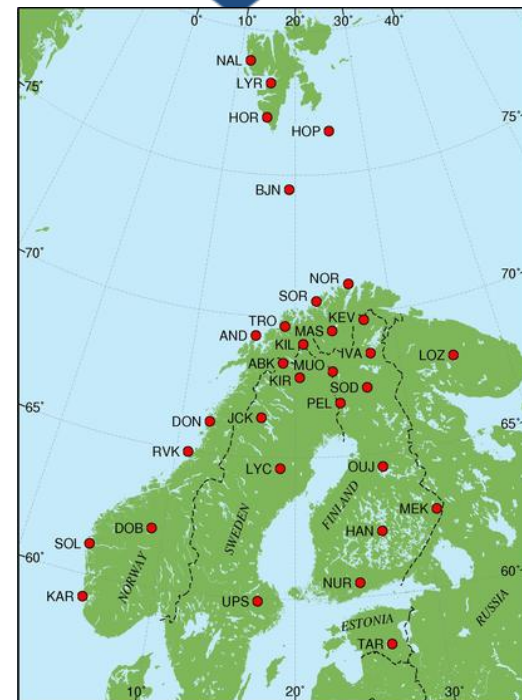 0° 10° 20° 30° 40°
NAL
LYR
75°
HOR
75°
HOP
BJN
70°
70°
NOR
SOR
TRO
KEV
AND
MAS
KIL
IVA
LOZ
ABK
MUO
KIR
SOD
PEL
65°
DON
JCK
65°
RVK
LYC
OUJ
FINLAND
MEK
SWEDEN
DOB
HAN
SOL
60°
NORWAY
60°
NUR
KAR
UPS
RUSSIA
ESTONIA
TAR
10° 20° 30°